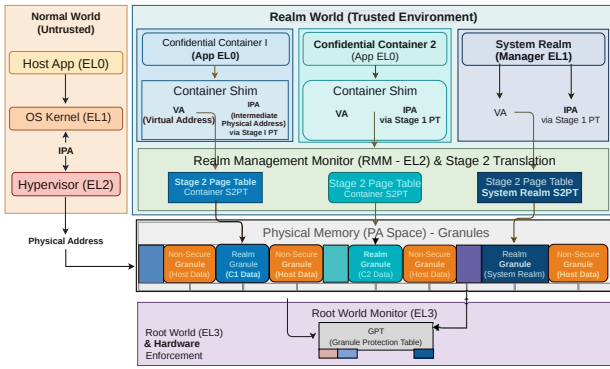 Normal World
(Untrusted)
Host App (EL0)
OS Kernel (EL1)
IPA
Hypervisor (EL2)
Physical Address
Realm World (Trusted Environment)
Confidential Container I
(App EL0)
Container Shim
VA
(Virtual Address)
IPA
(Intermediate
Physical Address)
via Stage I PT
Confidential Container 2
(App EL0)
Container Shim
VA
IPA
via Stage 1 PT
System Realm
(Manager EL1)
VA
IPA
via Stage 1 PT
Realm Management Monitor (RMM - EL2) & Stage 2 Translation
Stage 2 Page Table
Container S2PT
Stage 2 Page Table
Container S2PT
Stage 2 Page Table
System Realm S2PT
Physical Memory (PA Space) - Granules
Non-Secure
Granule
(Host Data)
Realm
Granule
(C1 Data)
Non-Secure
Granule
(Host Data)
Realm
Granule
(C2 Data)
Non-Secure
Granule
(Host Data)
Realm
Granule
(System Realm)
Non-Secure
Granule
(Host Data)
Root World Monitor (EL3)
Root World (EL3)
& Hardware
Enforcement
GPT
(Granule Protection Table)